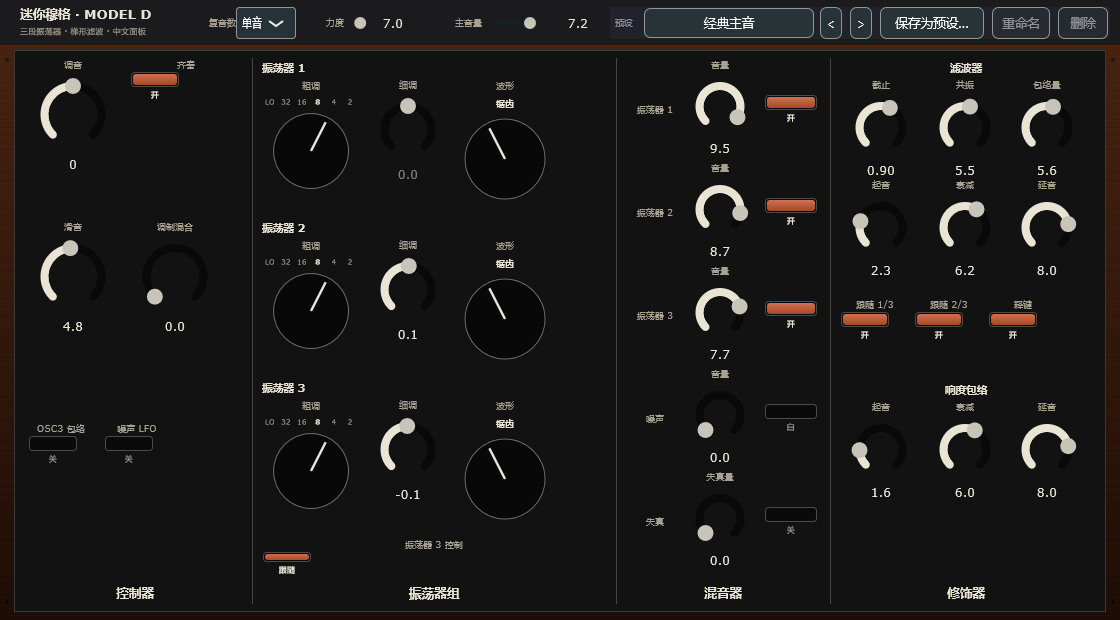 迷你穆格 · MODEL D
三段振荡器 · 梯形滤波 · 中文面板
复音数 单音 力度 7.0 主音量 7.2 预设 经典主音 < > 保存为预设... 重命名 删除
调音 齐奏
开
0
滑音 调制混合
4.8 0.0
OSC3 包络 噪声 LFO
关 关
控制器
振荡器 1
粗调 细调 波形
LO 32 16 8 4 2 锯齿
0.0
振荡器 2
粗调 细调 波形
LO 32 16 8 4 2 锯齿
0.1
振荡器 3
粗调 细调 波形
LO 32 16 8 4 2 锯齿
-0.1
振荡器 3 控制
跟随
振荡器组
音量
振荡器 1 开
9.5
音量
振荡器 2 开
8.7
音量
振荡器 3 开
7.7
音量
噪声 白
0.0
失真量
失真 关
0.0
混音器
滤波器
截止 共振 包络量
0.90 5.5 5.6
起音 衰减 延音
2.3 6.2 8.0
跟随 1/3 跟随 2/3 释键
开 开 开
响度包络
起音 衰减 延音
1.6 6.0 8.0
修饰器